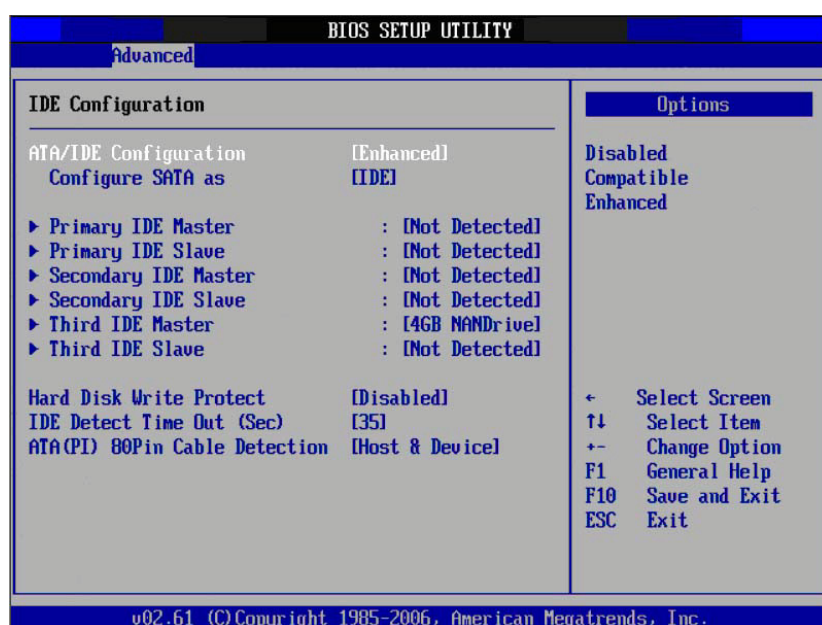 BIOS SETUP UTILITY
Advanced
IDE Configuration
ATA/IDE Configuration [Enhanced]
Configure SATA as [IDE]
▶ Primary IDE Master : [Not Detected]
▶ Primary IDE Slave : [Not Detected]
▶ Secondary IDE Master : [Not Detected]
▶ Secondary IDE Slave : [Not Detected]
▶ Third IDE Master : [4GB NANDrive]
▶ Third IDE Slave : [Not Detected]
Hard Disk Write Protect [Disabled]
IDE Detect Time Out (Sec) [35]
ATA(PI) 80Pin Cable Detection [Host & Device]
Options
Disabled
Compatible
Enhanced
← Select Screen
↑↓ Select Item
+- Change Option
F1 General Help
F10 Save and Exit
ESC Exit
v02.61 (C)Copyright 1985-2006, American Megatrends, Inc.